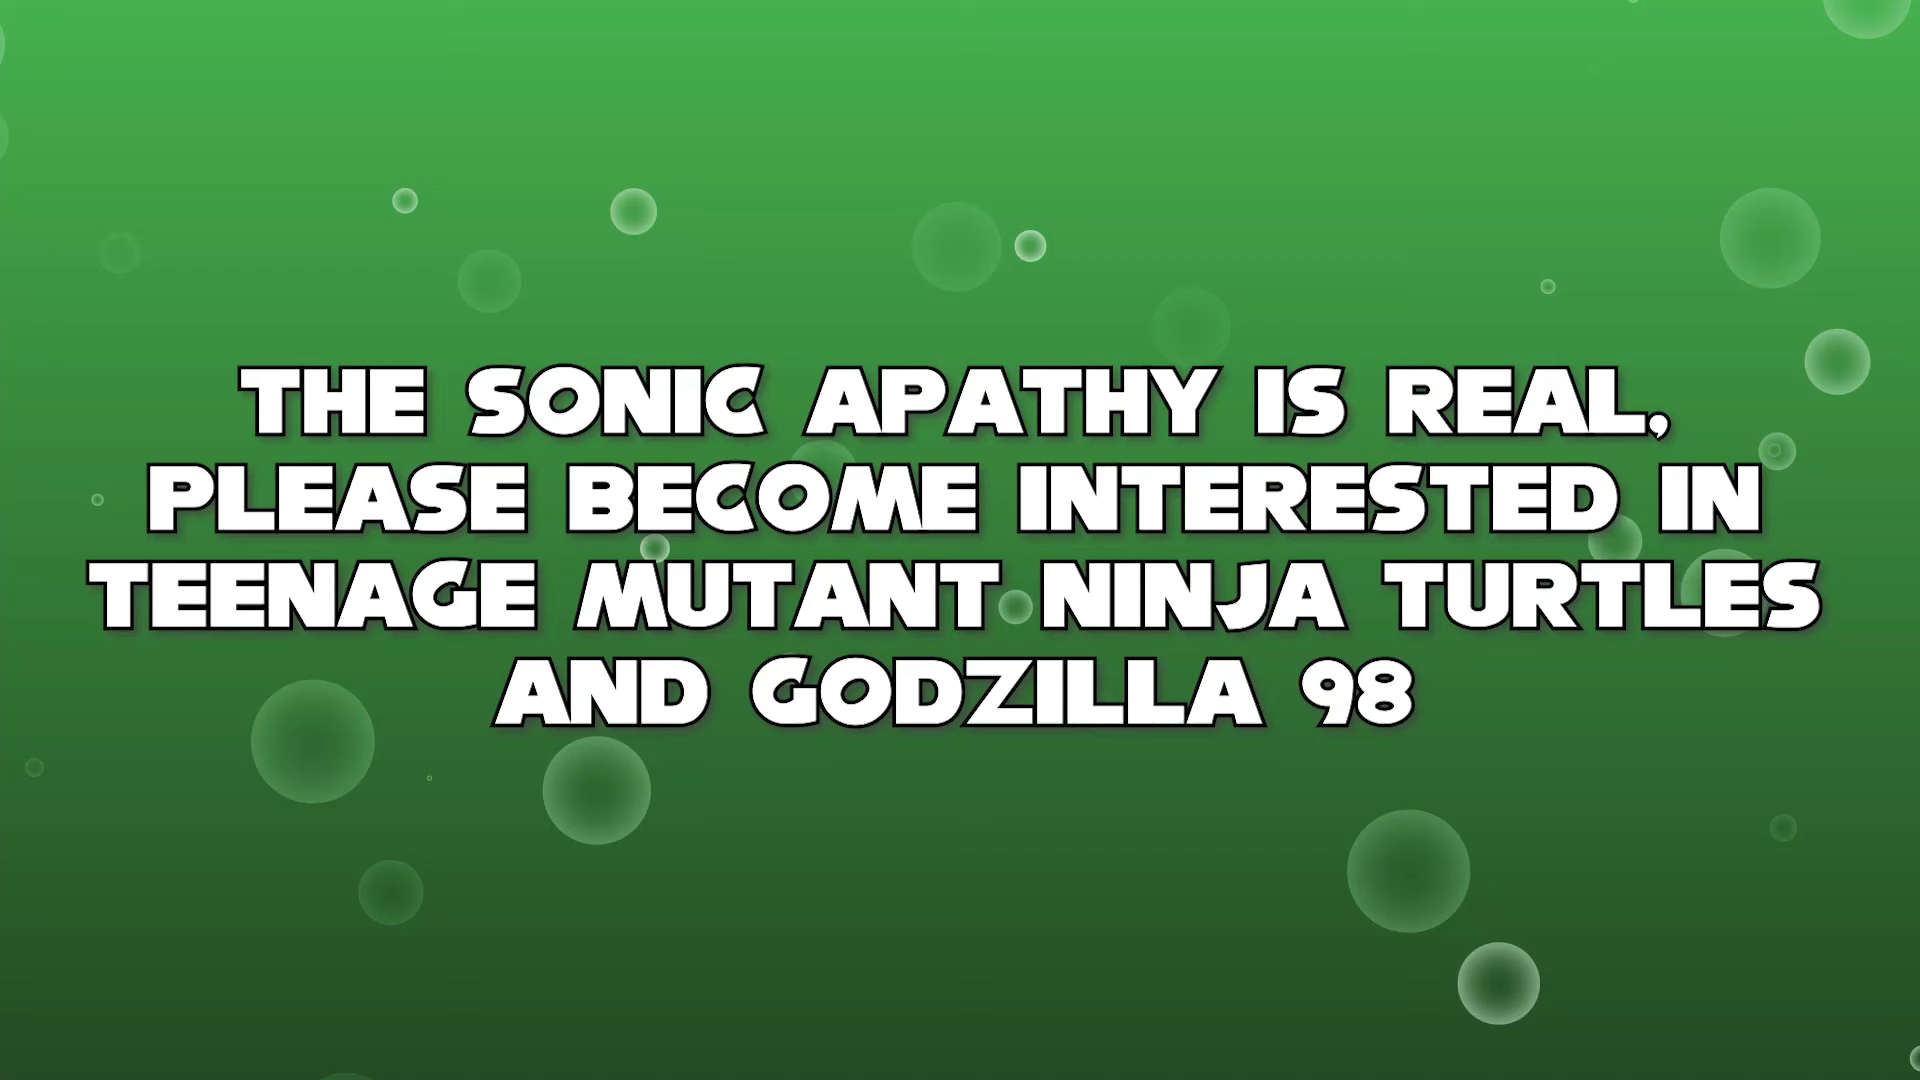 THE SONIC APATHY IS REAL,
PLEASE BECOME INTERESTED IN
TEENAGE MUTANT NINJA TURTLES
AND GODZILLA 98